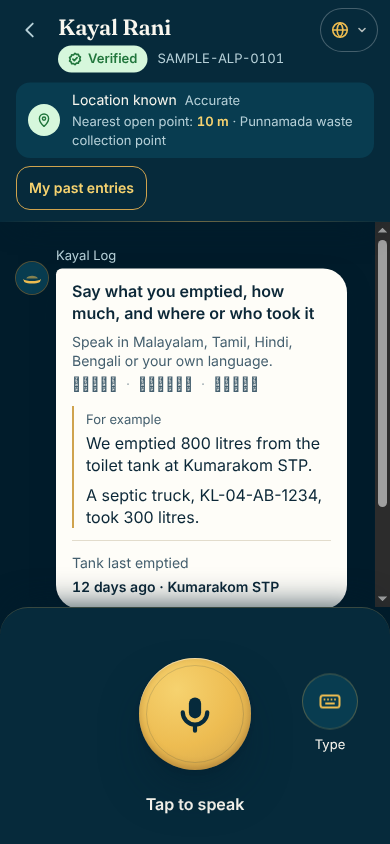 Kayal Rani
Verified
SAMPLE-ALP-0101
Location known Accurate
Nearest open point: 10 m · Punnamada waste
collection point
My past entries
Kayal Log
Say what you emptied, how
much, and where or who took it
Speak in Malayalam, Tamil, Hindi,
Bengali or your own language.
For example
We emptied 800 litres from the
toilet tank at Kumarakom STP.
A septic truck, KL-04-AB-1234,
took 300 litres.
Tank last emptied
12 days ago · Kumarakom STP
Type
Tap to speak